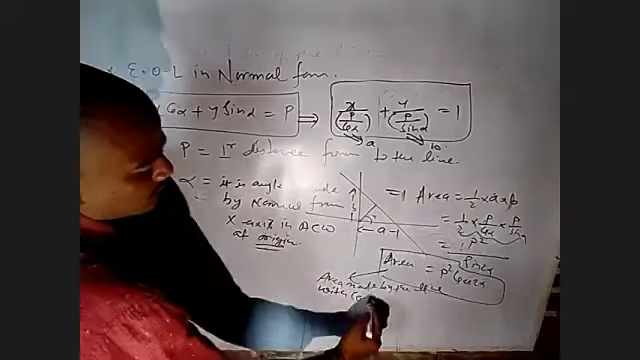 E.O.L in Normal form.
Cosα + y Sinα = P ⇒ x/(P/Cosα) + y/(P/Sinα) = 1
a b
P = 1r distance from to the line
α = it is angle made
by Normal from
X-axis in ACW
at origin.
a
⇒ Area = 1/2 × a × b
= 1/2 × P/Cosα × P/Sinα
Area = P²
Area made by the line
with